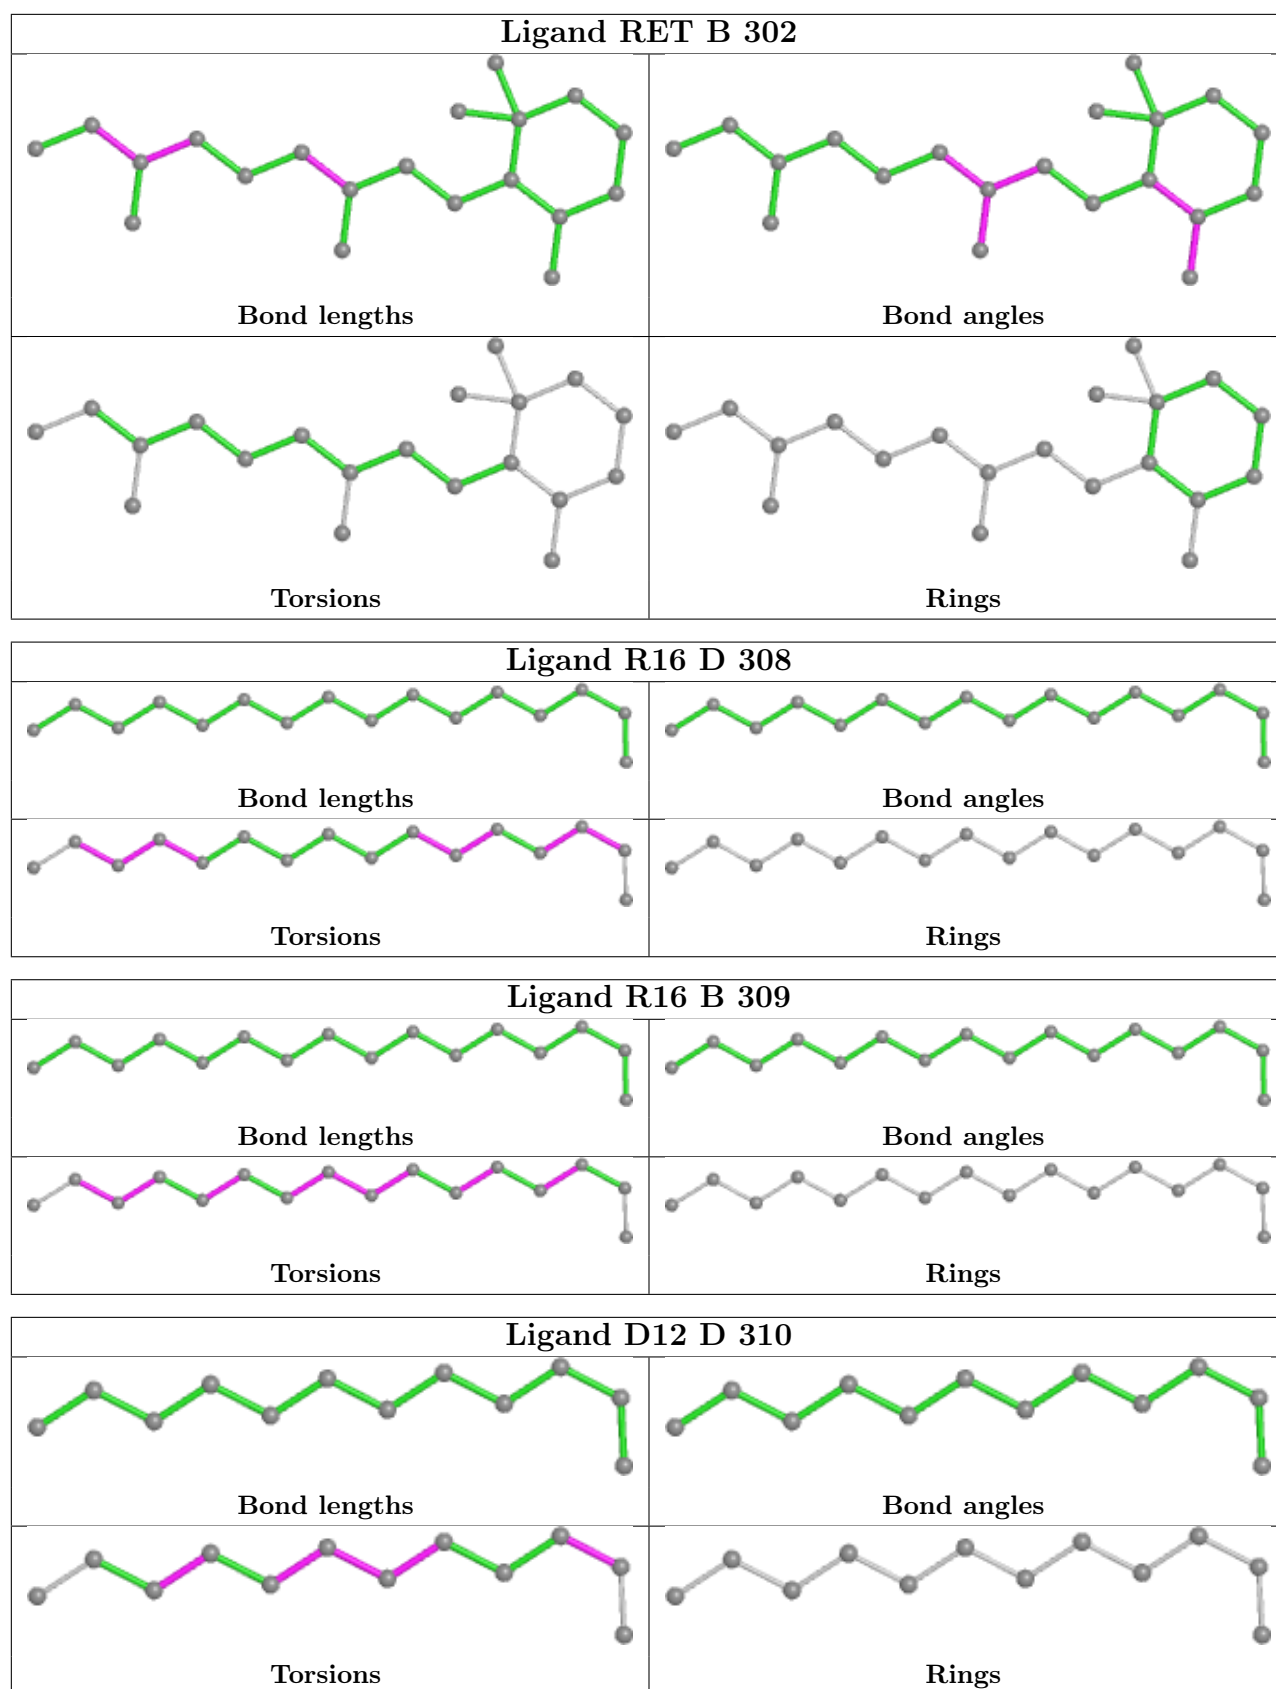 Ligand RET B 302
Bond lengths
Bond angles
Torsions
Rings
Ligand R16 D 308
Bond lengths
Bond angles
Torsions
Rings
Ligand R16 B 309
Bond lengths
Bond angles
Torsions
Rings
Ligand D12 D 310
Bond lengths
Bond angles
Torsions
Rings